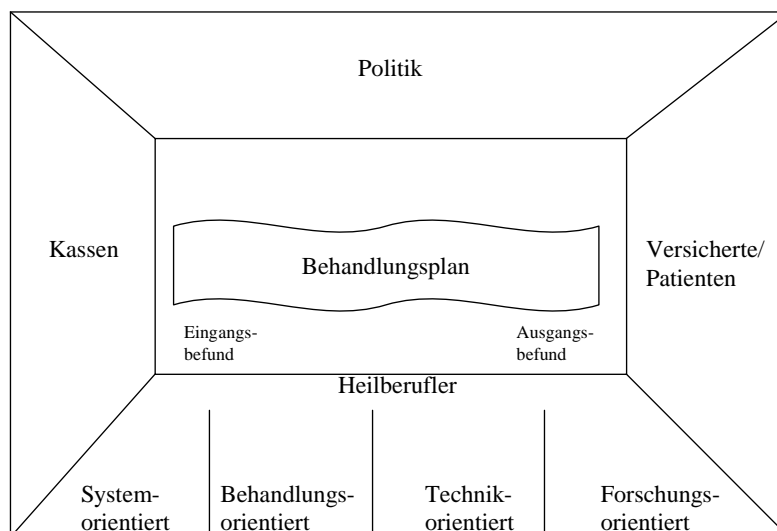 Politik
Kassen
Behandlungsplan
Versicherte/
Patienten
Eingangs-
befund
Ausgangs-
befund
Heilberufler
System-
orientiert
Behandlungs-
orientiert
Technik-
orientiert
Forschungs-
orientiert